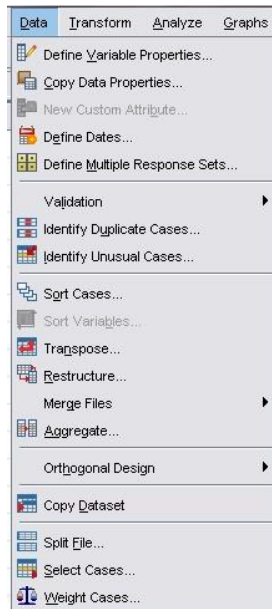 Data Transform Analyze Graphs
Define Variable Properties...
Copy Data Properties...
New Custom Attribute...
Define Dates...
Define Multiple Response Sets...
Validation
Identify Duplicate Cases...
Identify Unusual Cases...
Sort Cases...
Sort Variables...
Transpose...
Restructure...
Merge Files
Aggregate...
Orthogonal Design
Copy Dataset
Split File...
Select Cases...
Weight Cases...